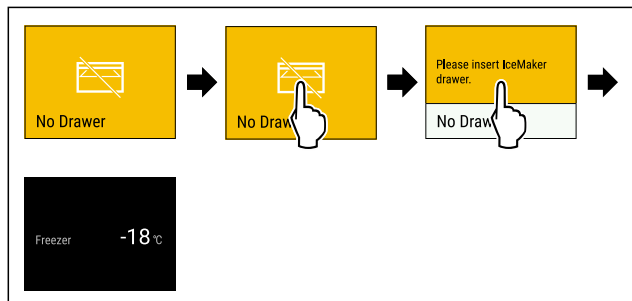 No Drawer
No Draw
Please insert IceMaker
drawer.
No Draw
Freezer -18 °C